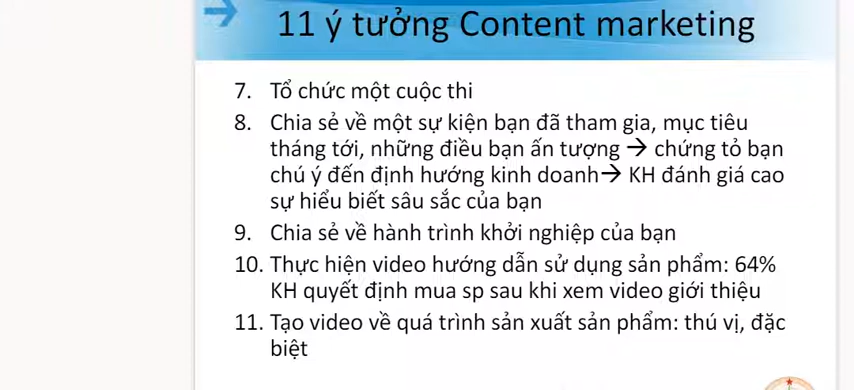 11 ý tưởng Content marketing
7. Tổ chức một cuộc thi
8. Chia sẻ về một sự kiện bạn đã tham gia, mục tiêu
tháng tới, những điều bạn ấn tượng → chứng tỏ bạn
chú ý đến định hướng kinh doanh→ KH đánh giá cao
sự hiểu biết sâu sắc của bạn
9. Chia sẻ về hành trình khởi nghiệp của bạn
10. Thực hiện video hướng dẫn sử dụng sản phẩm: 64%
KH quyết định mua sp sau khi xem video giới thiệu
11. Tạo video về quá trình sản xuất sản phẩm: thú vị, đặc
biệt